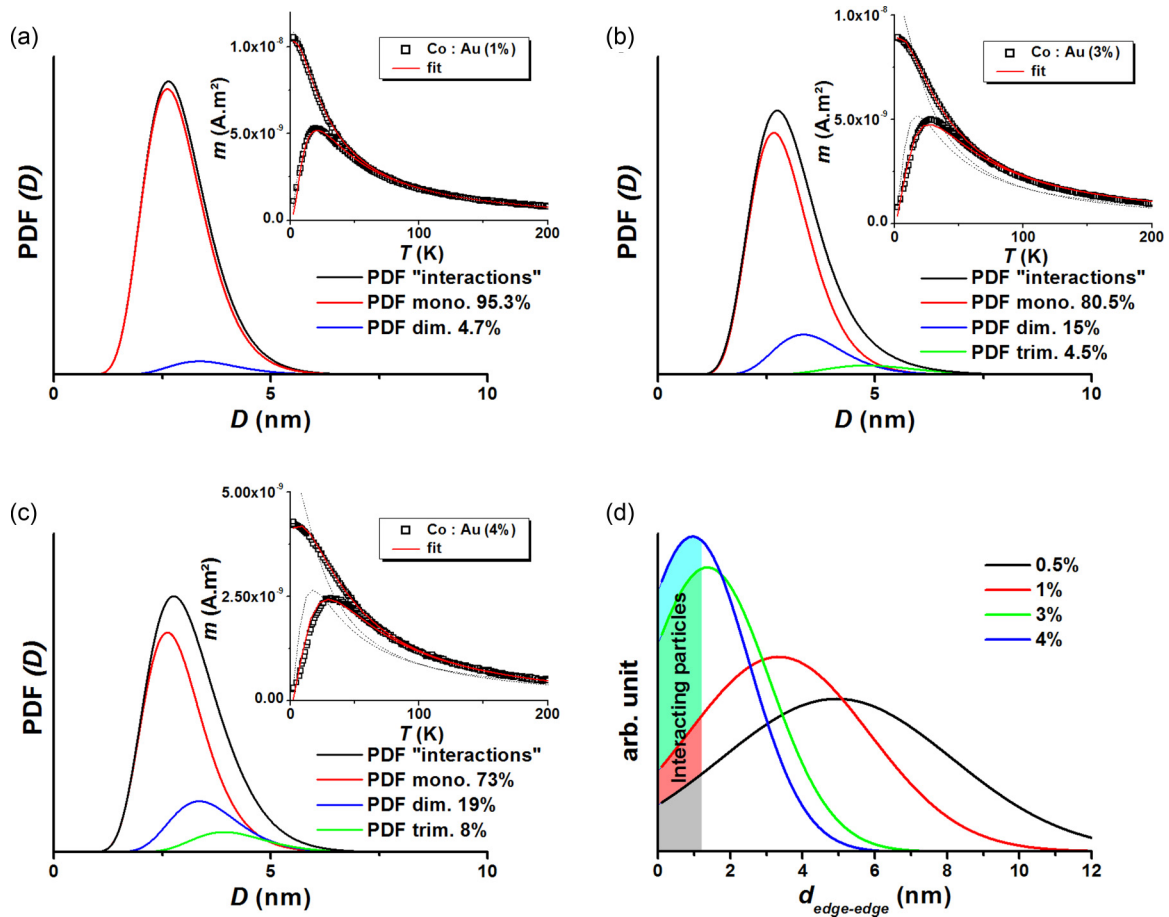 (a)
PDF (D)
1.0x10⁻⁸
5.0x10⁻⁹
0.0
m (A.m²)
Co : Au (1%)
fit
0
100
200
T (K)
PDF "interactions"
PDF mono. 95.3%
PDF dim. 4.7%
0
5
10
D (nm)
(b)
PDF (D)
1.0x10⁻⁸
5.0x10⁻⁹
0.0
m (A.m²)
Co : Au (3%)
fit
0
100
200
T (K)
PDF "interactions"
PDF mono. 80.5%
PDF dim. 15%
PDF trim. 4.5%
0
5
10
D (nm)
(c)
PDF (D)
5.00x10⁻⁹
2.50x10⁻⁹
0.00
m (A.m²)
Co : Au (4%)
fit
0
100
200
T (K)
PDF "interactions"
PDF mono. 73%
PDF dim. 19%
PDF trim. 8%
0
5
10
D (nm)
(d)
arb. unit
Interacting particles
0.5%
1%
3%
4%
0
2
4
6
8
10
12
d edge-edge (nm)